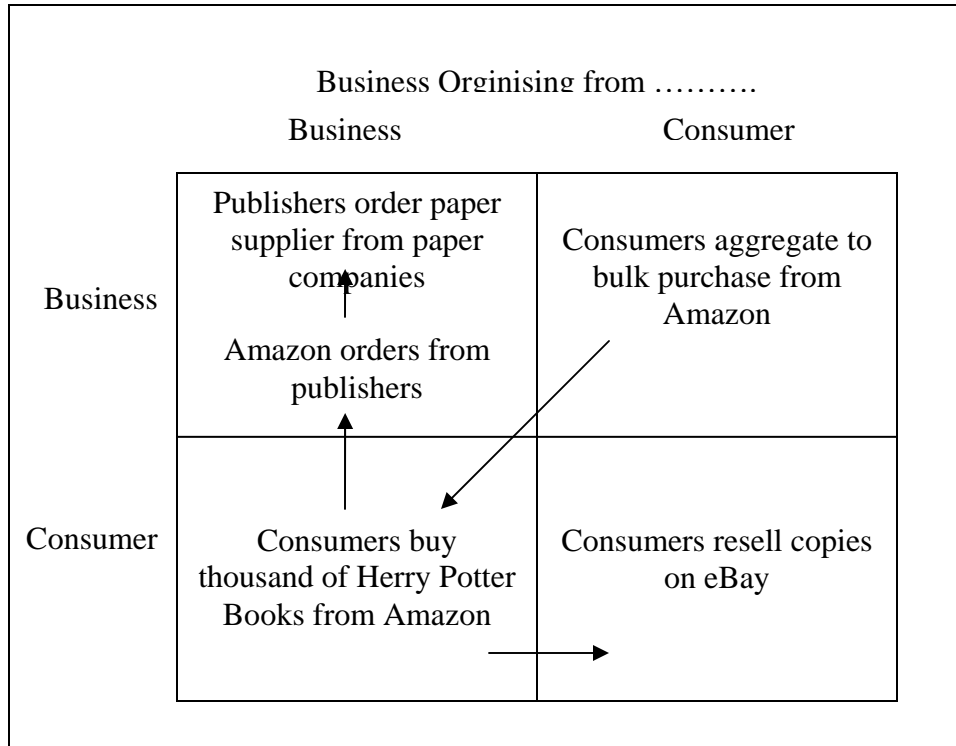 Business Orginising from ……….
Business
Consumer
Publishers order paper
supplier from paper
companies
Amazon orders from
publishers
Consumers aggregate to
bulk purchase from
Amazon
Business
Consumer
Consumers buy
thousand of Herry Potter
Books from Amazon
Consumers resell copies
on eBay